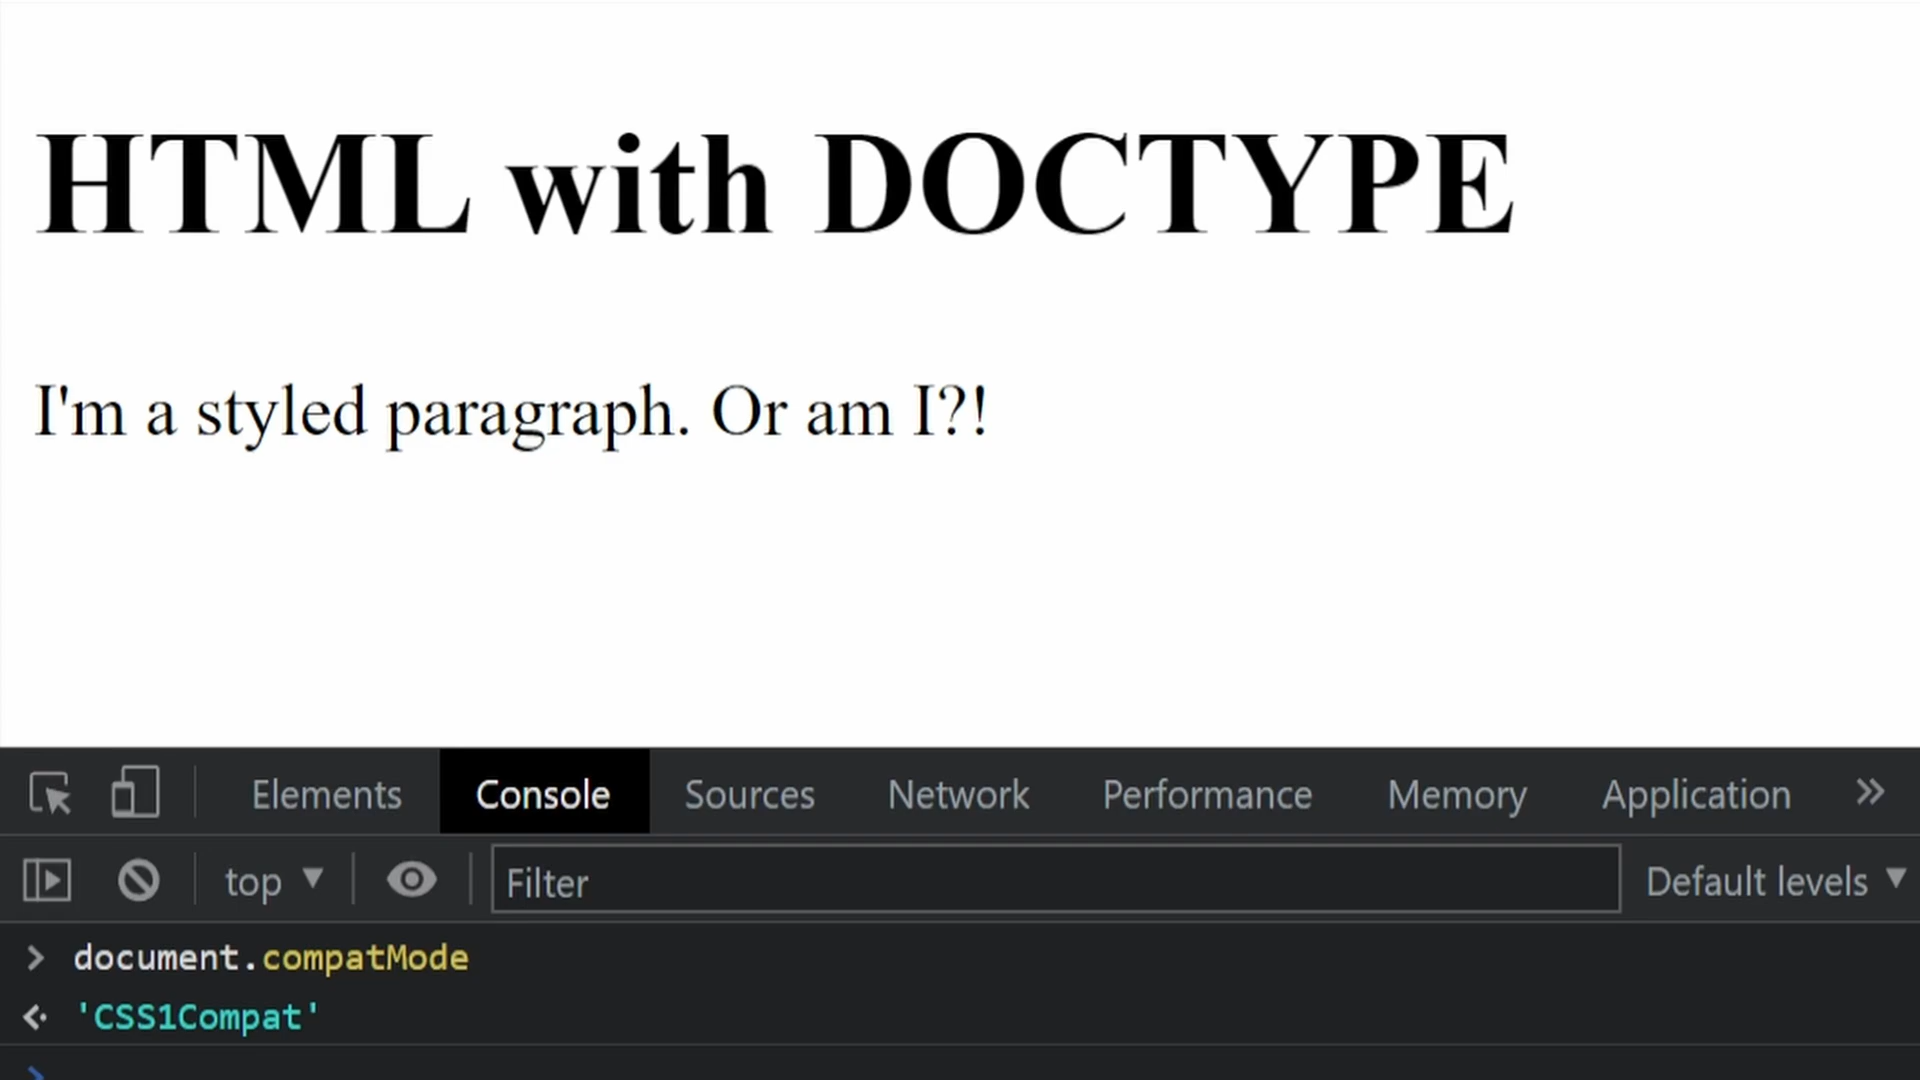 HTML with DOCTYPE
I'm a styled paragraph. Or am I?!
Elements Console Sources Network Performance Memory Application
top Filter Default levels
document.compatMode
'CSS1Compat'